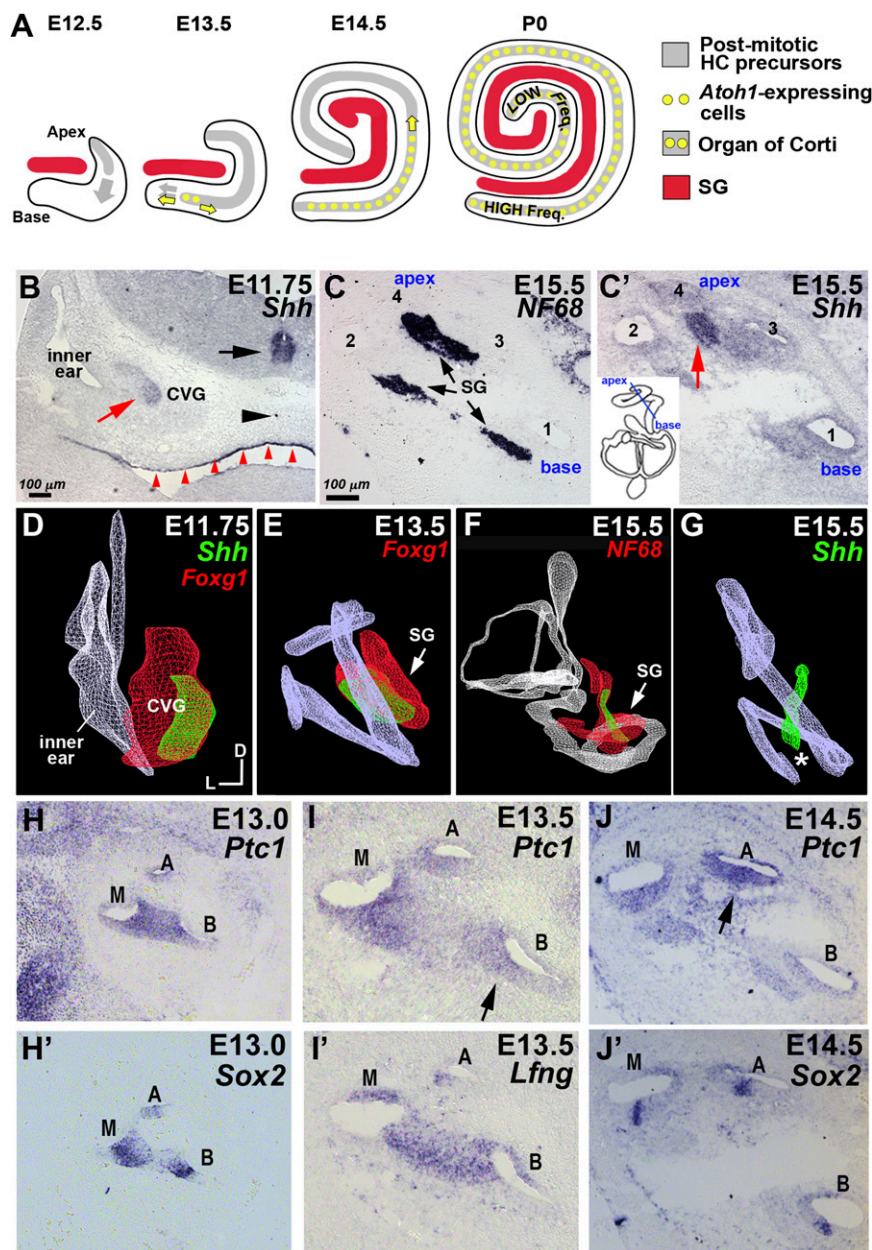 A
E12.5
E13.5
E14.5
P0
Apex
Base
LOW Freq.
HIGH Freq.
Post-mitotic
HC precursors
Atoh1-expressing
cells
Organ of Corti
SG
B
E11.75
Shh
inner
ear
CVG
100 µm
C
apex
E15.5
NF68
4
2
3
SG
1
base
100 µm
C'
apex
E15.5
Shh
4
2
3
apex
base
1
base
D
E11.75
Shh
Foxg1
CVG
inner
ear
D
L
E
E13.5
Foxg1
SG
F
E15.5
NF68
SG
G
E15.5
Shh
*
H
E13.0
Ptc1
A
M
B
I
E13.5
Ptc1
A
M
B
J
E14.5
Ptc1
M
A
B
H'
E13.0
Sox2
A
M
B
I'
E13.5
Lfng
A
M
B
J'
E14.5
Sox2
M
A
B